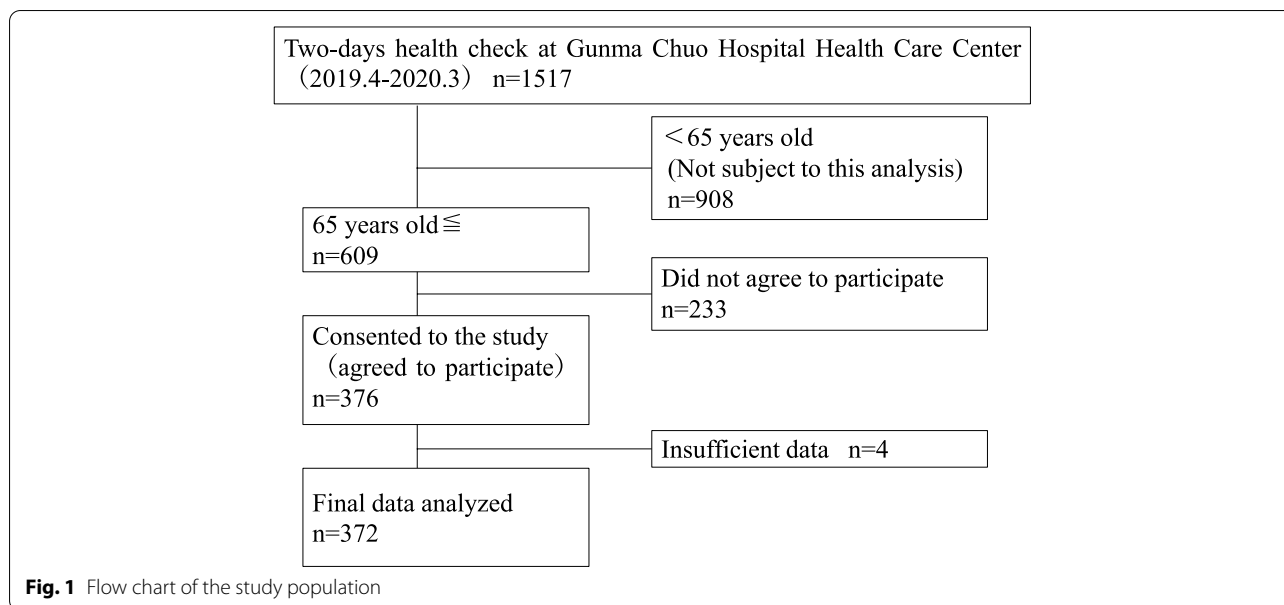 Two-days health check at Gunma Chuo Hospital Health Care Center
（2019.4-2020.3） n=1517
＜65 years old
(Not subject to this analysis)
n=908
65 years old≦
n=609
Did not agree to participate
n=233
Consented to the study
（agreed to participate）
n=376
Insufficient data n=4
Final data analyzed
n=372
Fig. 1 Flow chart of the study population